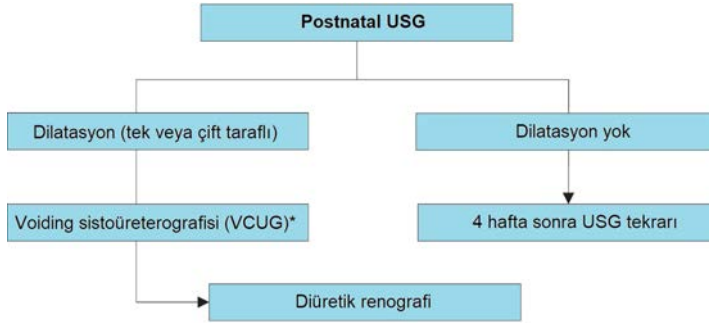 Postnatal USG
Dilatasyon (tek veya çift taraflı)
Dilatasyon yok
Voiding sistoüreterografisi (VCUG)*
4 hafta sonra USG tekrarı
Diüretik renografi